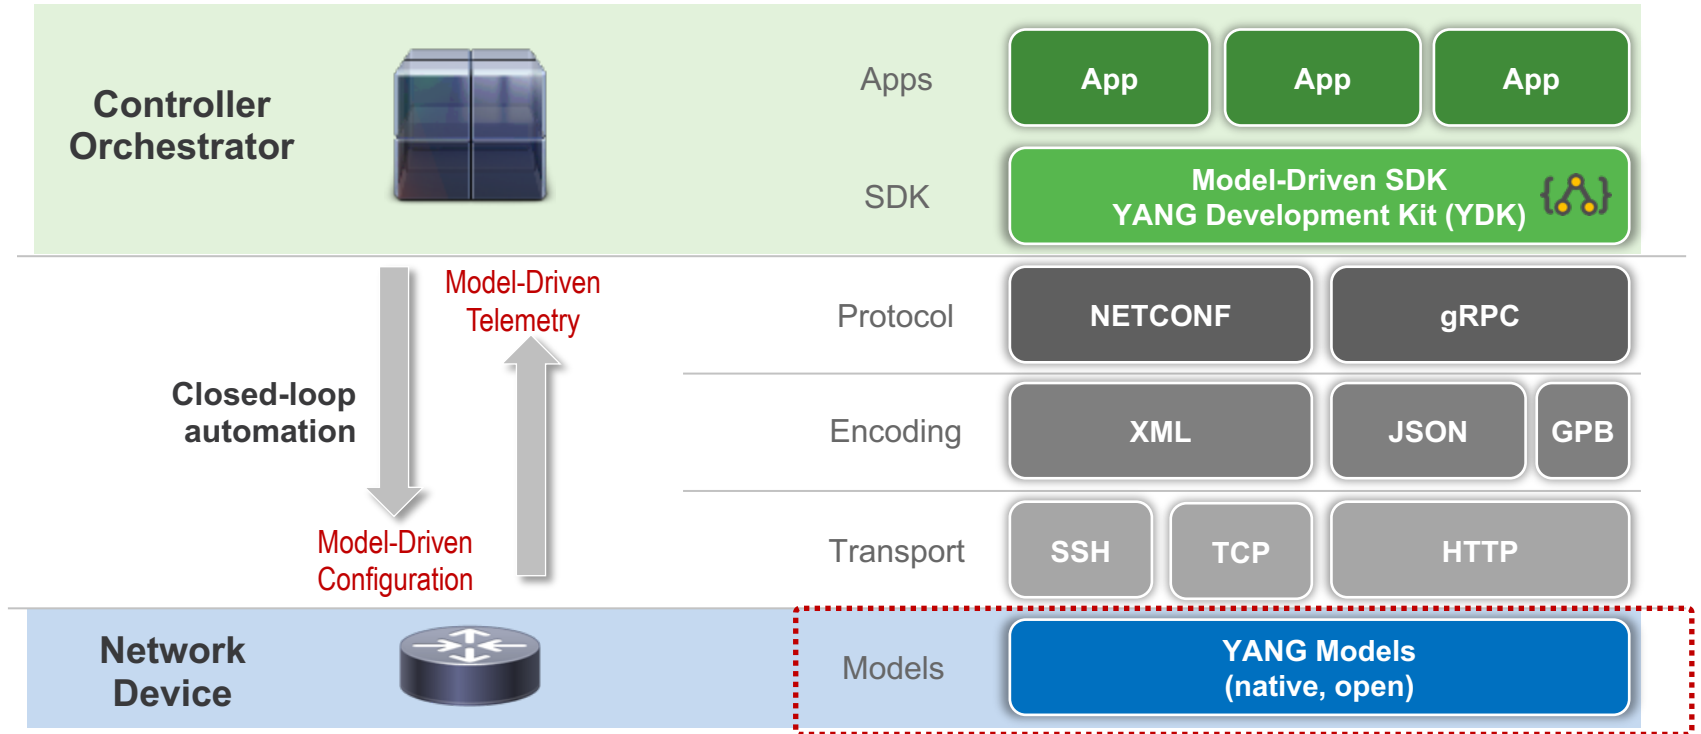 Controller
Orchestrator
Apps
App
App
App
SDK
Model-Driven SDK
YANG Development Kit (YDK)
Closed-loop
automation
Model-Driven
Telemetry
Model-Driven
Configuration
Protocol
NETCONF
gRPC
Encoding
XML
JSON
GPB
Transport
SSH
TCP
HTTP
Network
Device
Models
YANG Models
(native, open)